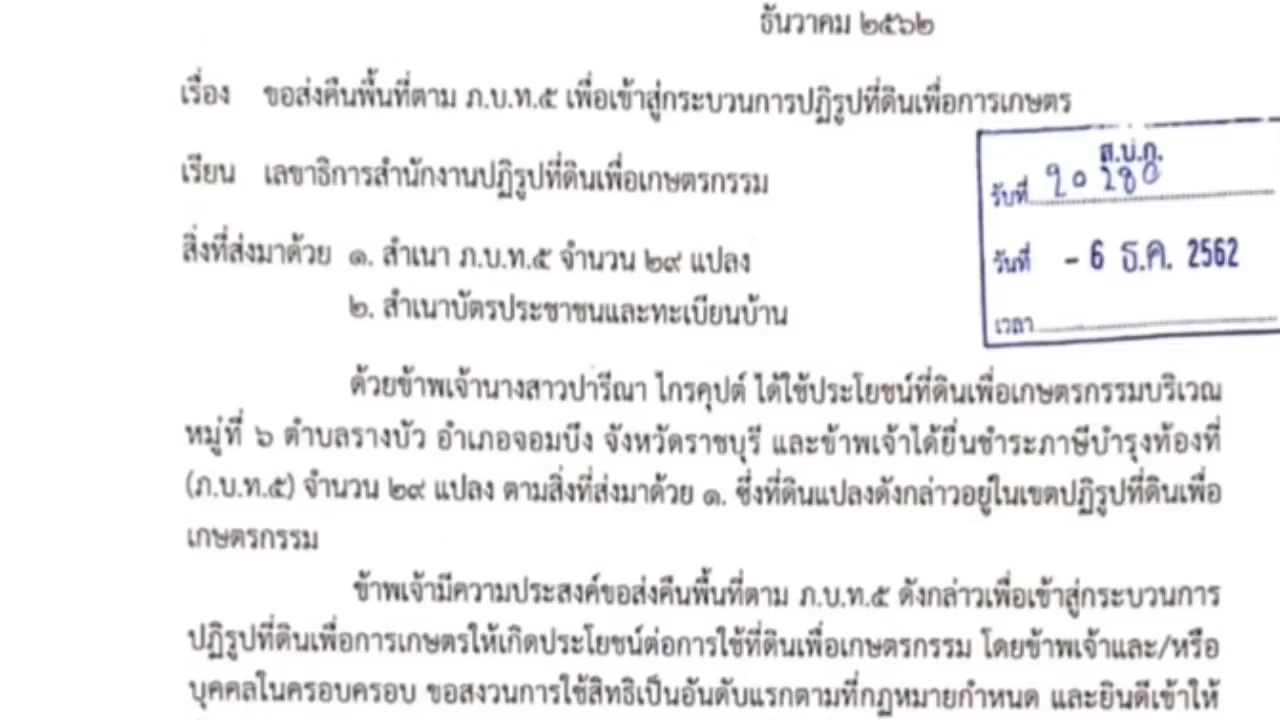 ธันวาคม ๒๕๖๒
เรื่อง ขอส่งคืนพื้นที่ตาม ภ.บ.ท.๕ เพื่อเข้าสู่กระบวนการปฏิรูปที่ดินเพื่อการเกษตร
ส.ป.ก.
รับที่
เรียน เลขาธิการสำนักงานปฏิรูปที่ดินเพื่อเกษตรกรรม
วันที่ - 6 ธ.ค. 2562
สิ่งที่ส่งมาด้วย ๑. สำเนา ภ.บ.ท.๕ จำนวน ๒๙ แปลง
๒. สำเนาบัตรประชาชนและทะเบียนบ้าน
เวลา
ด้วยข้าพเจ้านางสาวปารีณา ไกรคุปต์ ได้ใช้ประโยชน์ที่ดินเพื่อเกษตรกรรมบริเวณ
หมู่ที่ ๖ ตำบลรางบัว อำเภอจอมบึง จังหวัดราชบุรี และข้าพเจ้าได้ยื่นชำระภาษีบำรุงท้องที่
(ภ.บ.ท.๕) จำนวน ๒๙ แปลง ตามสิ่งที่ส่งมาด้วย ๑. ซึ่งที่ดินแปลงดังกล่าวอยู่ในเขตปฏิรูปที่ดินเพื่อ
เกษตรกรรม
ข้าพเจ้ามีความประสงค์ขอส่งคืนพื้นที่ตาม ภ.บ.ท.๕ ดังกล่าวเพื่อเข้าสู่กระบวนการ
ปฏิรูปที่ดินเพื่อการเกษตรให้เกิดประโยชน์ต่อการใช้ที่ดินเพื่อเกษตรกรรม โดยข้าพเจ้าและ/หรือ
บุคคลในครอบครอบ ขอสงวนการใช้สิทธิเป็นอันดับแรกตามที่กฎหมายกำหนด และยินดีเข้าให้